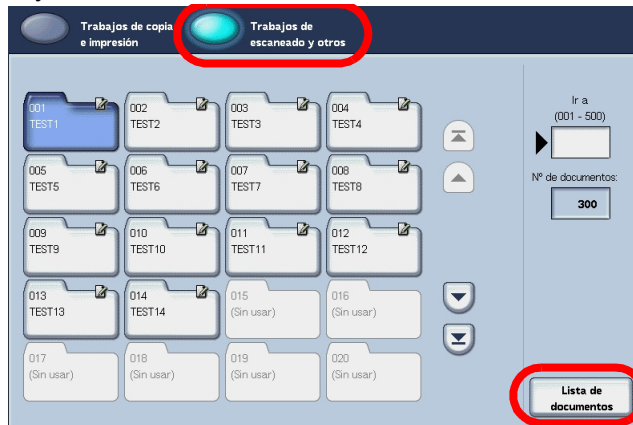 Trabajos de copia
e impresión
Trabajos de
escaneado y otros
001
TEST1
002
TEST2
003
TEST3
004
TEST4
Ir a
(001 - 500)
005
TEST5
006
TEST6
007
TEST7
008
TEST8
Nº de documentos:
300
009
TEST9
010
TEST10
011
TEST11
012
TEST12
013
TEST13
014
TEST14
015
(Sin usar)
016
(Sin usar)
017
(Sin usar)
018
(Sin usar)
019
(Sin usar)
020
(Sin usar)
Lista de
documentos